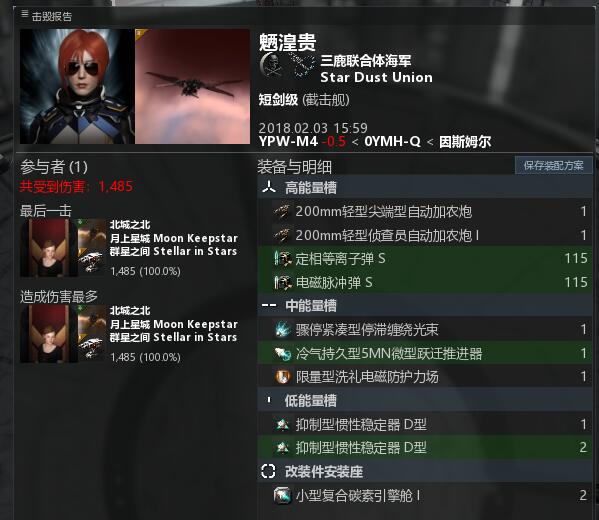 击毁报告
魉湟贵
三鹿联合体海军
Star Dust Union
短剑级 (截击舰)
2018.02.03 15:59
YPW-M4 -0.5 < 0YMH-Q < 因斯姆尔
参与者 (1)
共受到伤害：1,485
最后一击
北城之北
月上星城 Moon Keepstar
群星之间 Stellar in Stars
1,485 (100.0%)
造成伤害最多
北城之北
月上星城 Moon Keepstar
群星之间 Stellar in Stars
1,485 (100.0%)
装备与明细
保存装配方案
高能量槽
200mm轻型尖端型自动加农炮 1
200mm轻型侦查员自动加农炮 I 1
定相等离子弹 S 115
电磁脉冲弹 S 115
中能量槽
骤停紧凑型停滞缠绕光束 1
冷气持久型5MN微型跃迁推进器 1
限量型洗礼电磁防护力场 1
低能量槽
抑制型惯性稳定器 D型 1
抑制型惯性稳定器 D型 2
改装件安装座
小型复合碳素引擎舱 I 2